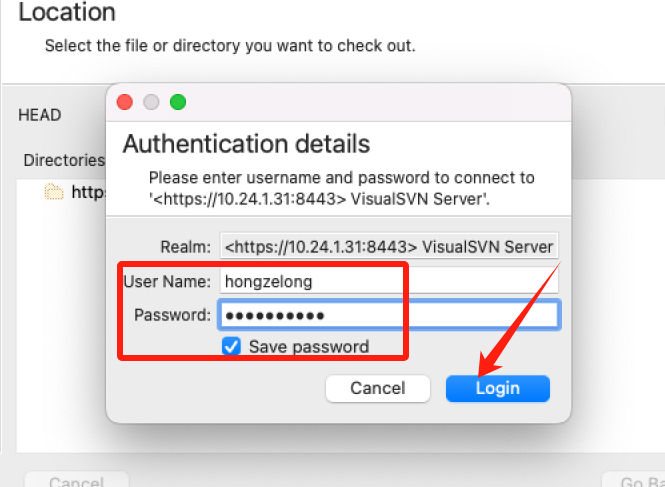 Location
Select the file or directory you want to check out.
HEAD
Authentication details
Please enter username and password to connect to
'<https://10.24.1.31:8443> VisualSVN Server'.
Directories
Realm: <https://10.24.1.31:8443> VisualSVN Server
User Name: hongzelong
Password: ●●●●●●●●●●
Save password
Cancel Login
Cancel Go